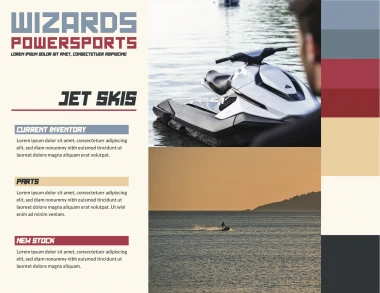 WIZARDS
POWERSPORTS
LOREM IPSUM DOLOR SIT AMET, CONSECTETUER ADIPISCING
JET SKIS
CURRENT INVENTORY
Lorem ipsum dolor sit amet, consectetuer adipiscing
elit, sed diam nonummy nibh euismod tincidunt ut
laoreet dolore magna aliquam erat volutpat.
PARTS
Lorem ipsum dolor sit amet, consectetuer adipiscing
elit, sed diam nonummy nibh euismod tincidunt ut
laoreet dolore magna aliquam erat volutpat. Ut wisi
enim ad minim veniam.
NEW STOCK
Lorem ipsum dolor sit amet, consectetuer adipiscing
elit, sed diam nonummy nibh euismod tincidunt ut
laoreet dolore magna aliquam.